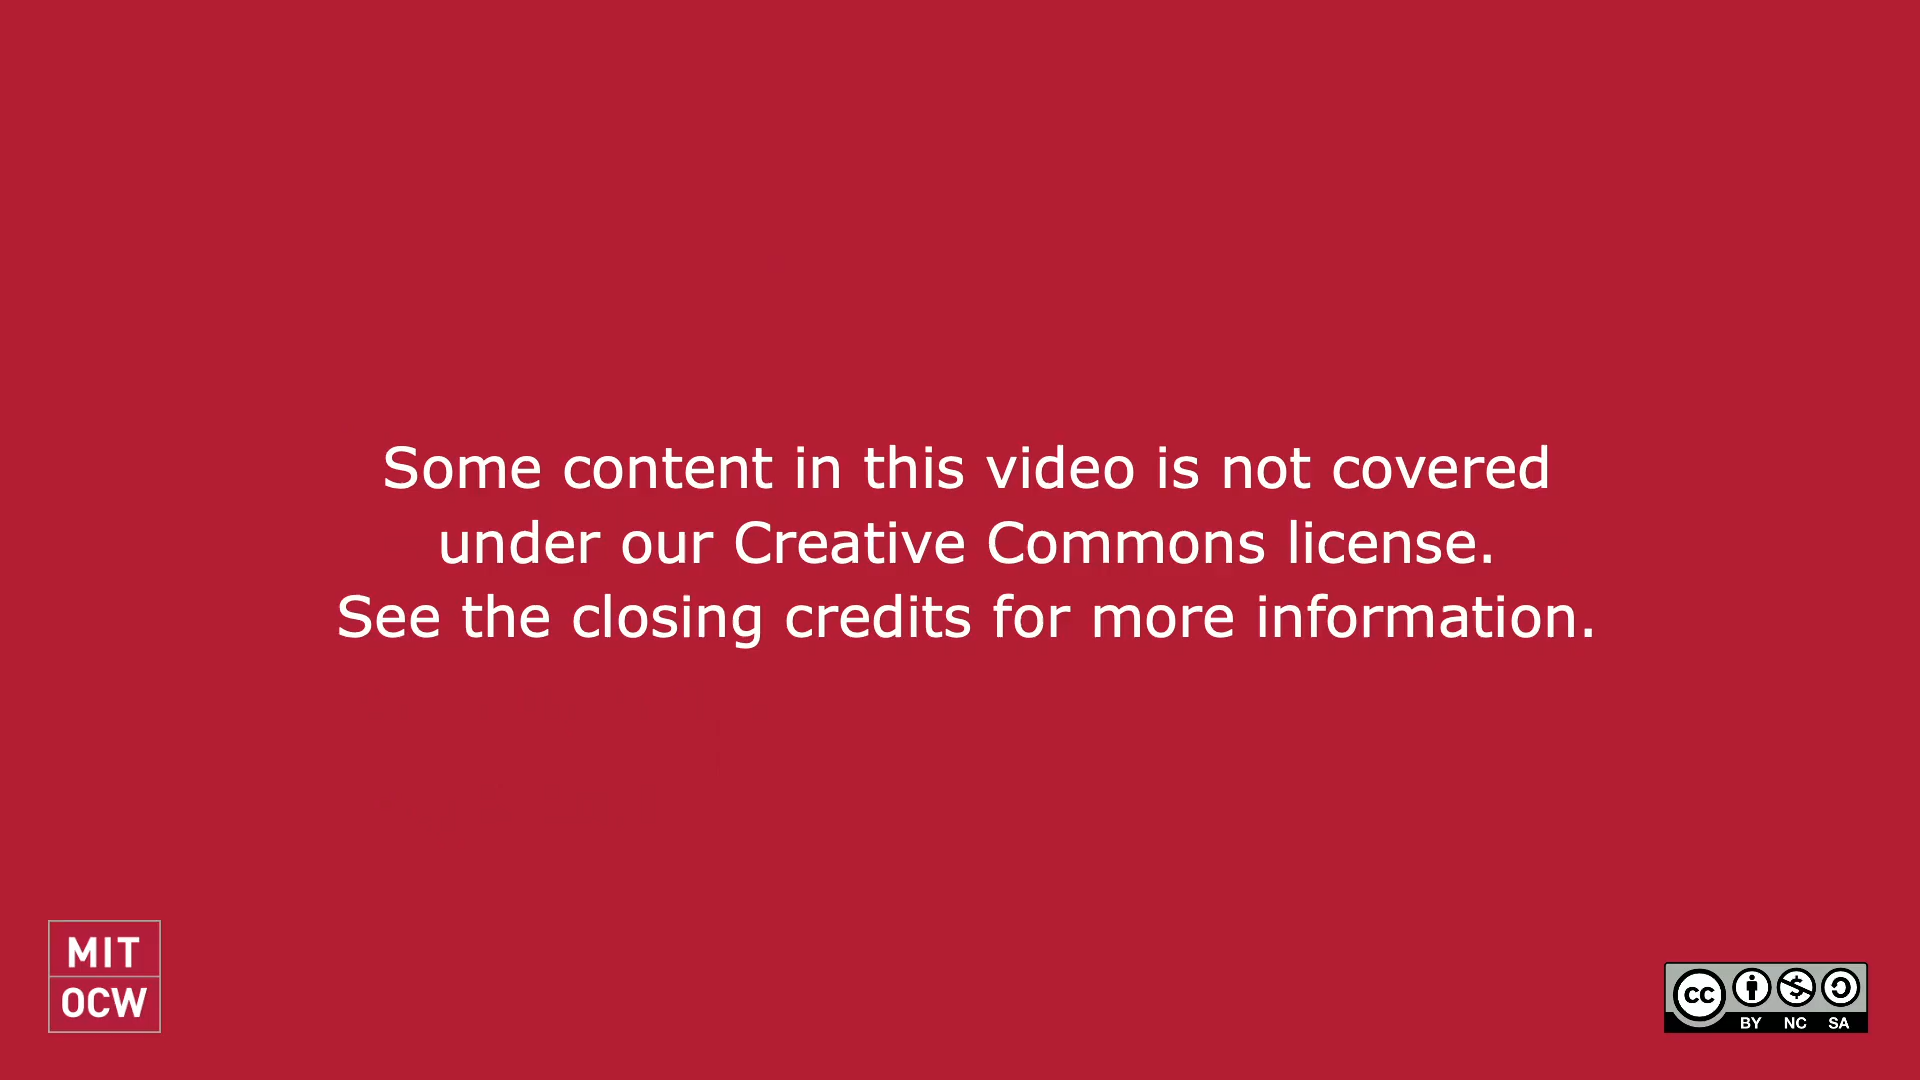 Some content in this video is not covered
under our Creative Commons license.
See the closing credits for more information.
MIT
OCW
cc
BY NC SA